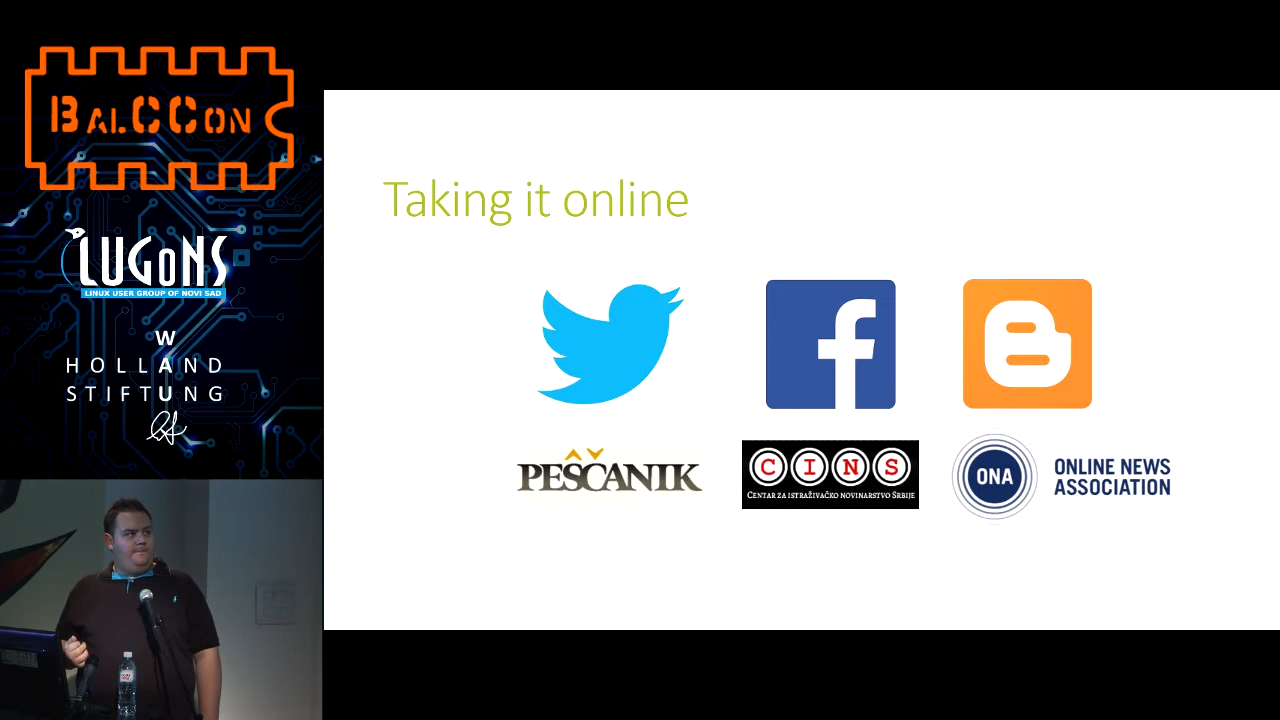 BALCCON
LUGONS
LINUX USER GROUP OF NOVI SAD
W
HOLLAND
STIFTUNG
Taking it online
PEŠČANIK
CINS
CENTAR ZA ISTRAŽIVAČKO NOVINARSTVO SRBIJE
ONA
ONLINE NEWS
ASSOCIATION